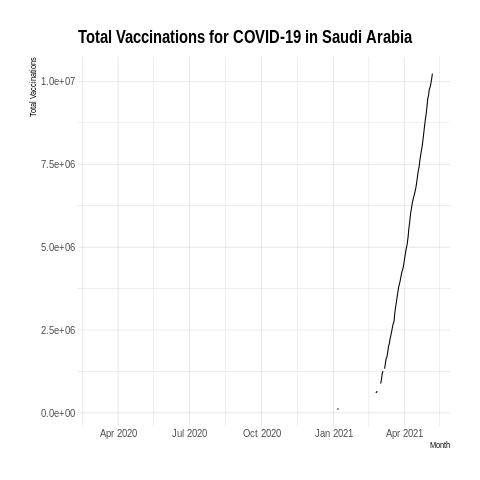 Total Vaccinations for COVID-19 in Saudi Arabia
Total Vaccinations
1.0e+07
7.5e+06
5.0e+06
2.5e+06
0.0e+00
Apr 2020 Jul 2020 Oct 2020 Jan 2021 Apr 2021
Month